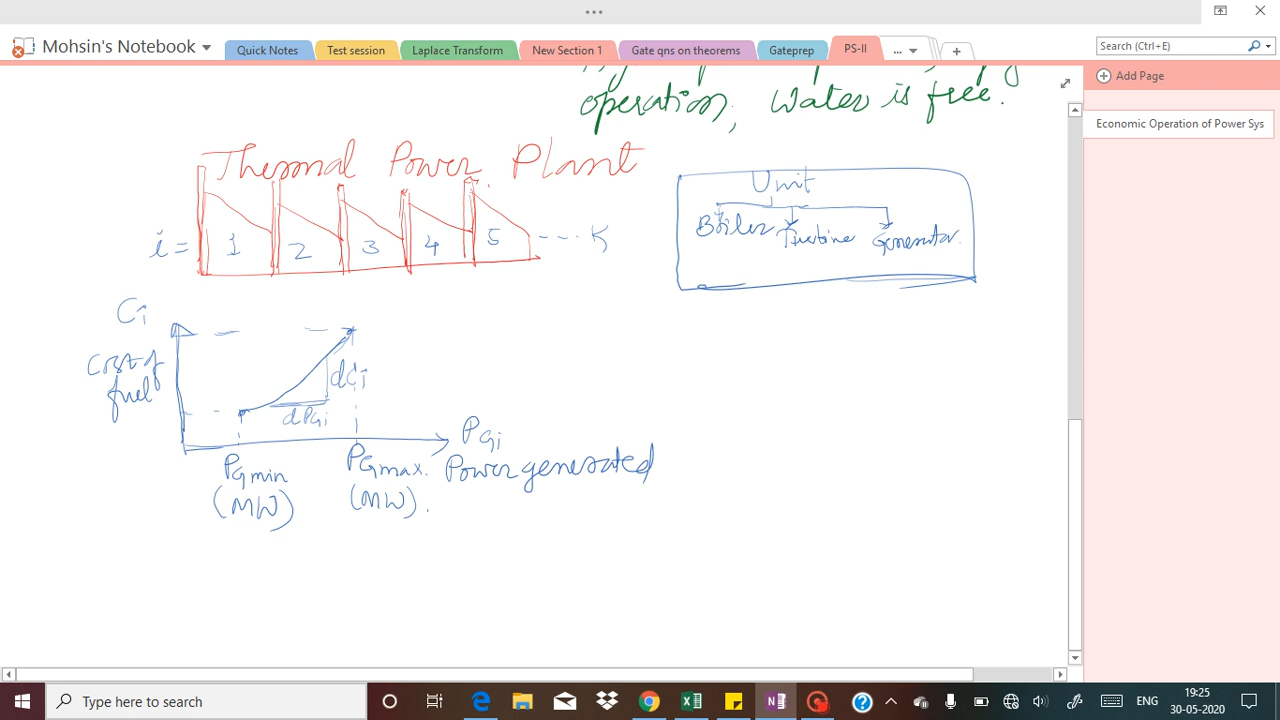 Mohsin's Notebook
Quick Notes
Test session
Laplace Transform
New Section 1
Gate qns on theorems
Gateprep
PS-II
...
+
Search (Ctrl+E)
Add Page
Economic Operation of Power Sys
operation, Water is free.
Thermal Power Plant
i = 1 2 3 4 5 --- K
Unit
Boiler Turbine Generator
Ci
Cost of
fuel
dCi
dPGi
PGi
PGmin PGmax. Power generated
(MW) (MW).
Type here to search
ENG
19:25
30-05-2020